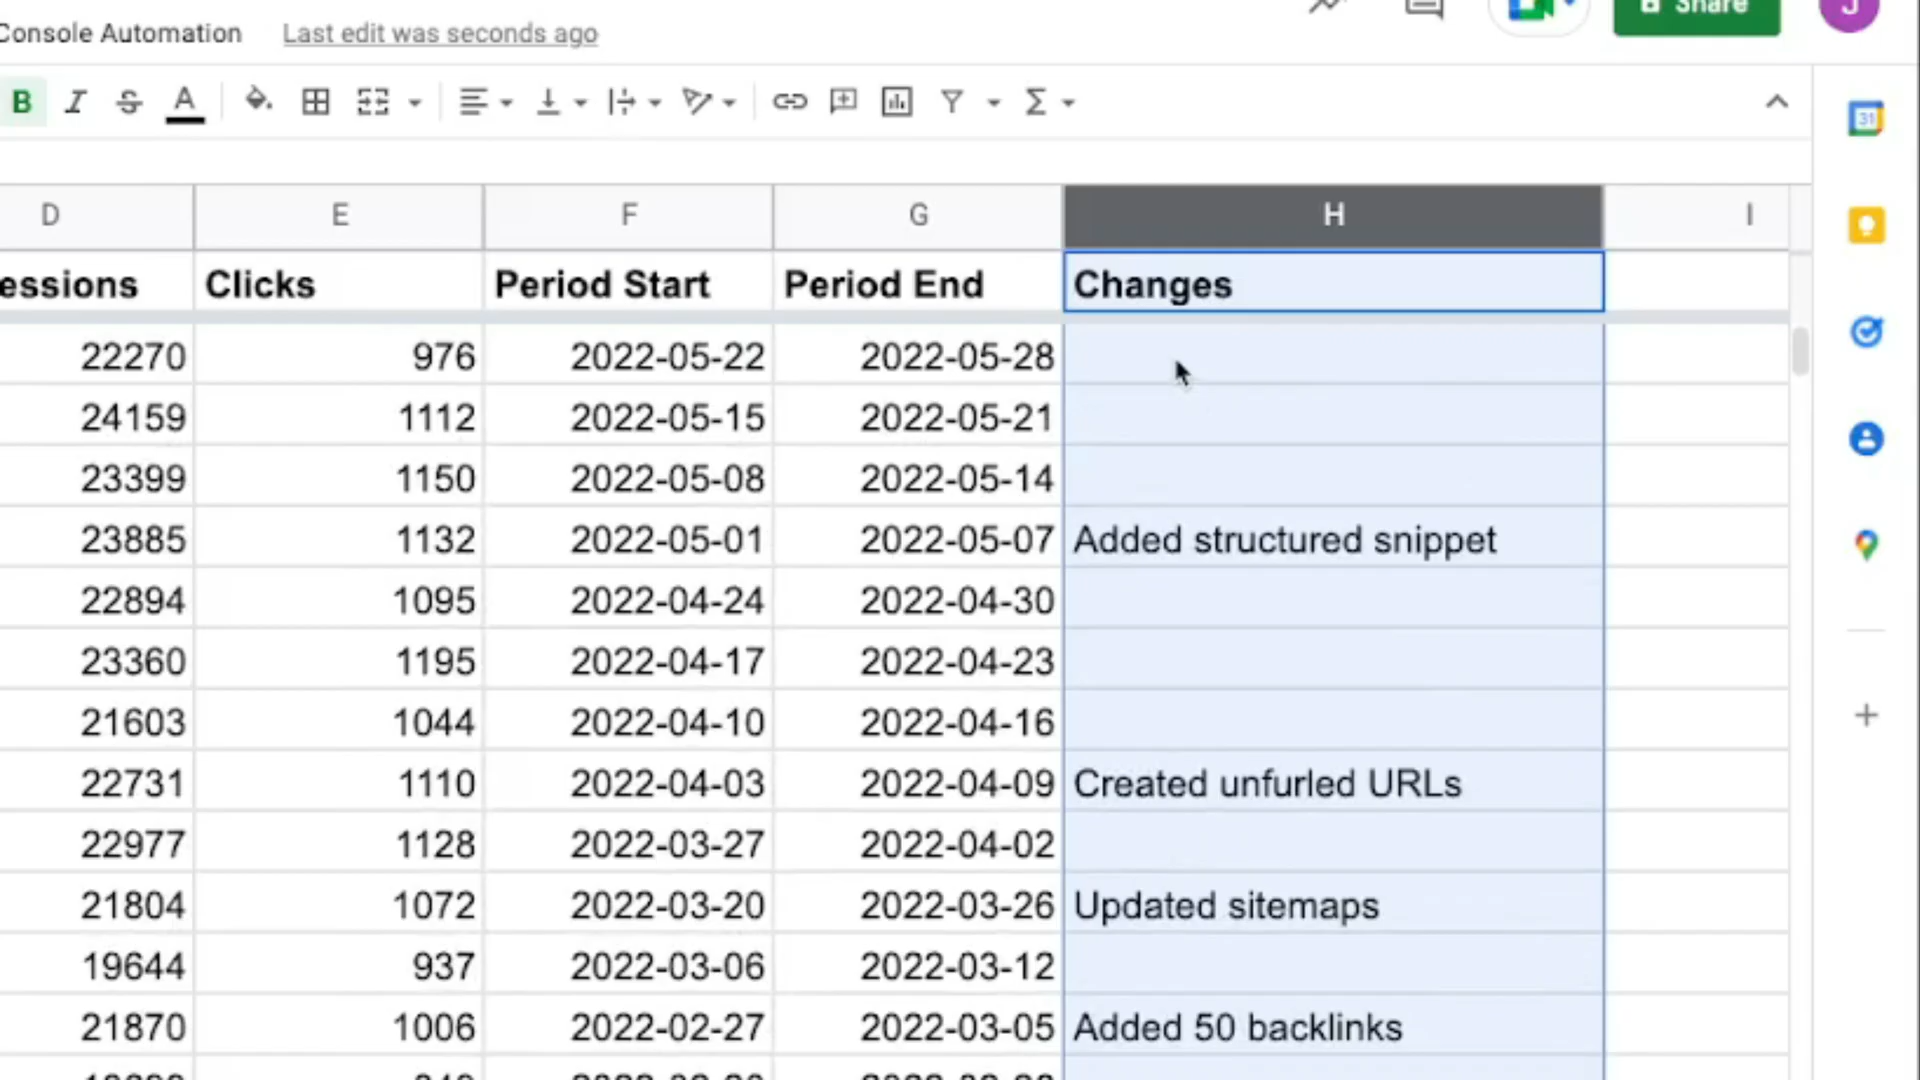 Console Automation Last edit was seconds ago
Share J
B I S A
31
D E F G H I
essions Clicks Period Start Period End Changes
22270 976 2022-05-22 2022-05-28
24159 1112 2022-05-15 2022-05-21
23399 1150 2022-05-08 2022-05-14
23885 1132 2022-05-01 2022-05-07 Added structured snippet
22894 1095 2022-04-24 2022-04-30
23360 1195 2022-04-17 2022-04-23
21603 1044 2022-04-10 2022-04-16
22731 1110 2022-04-03 2022-04-09 Created unfurled URLs
22977 1128 2022-03-27 2022-04-02
21804 1072 2022-03-20 2022-03-26 Updated sitemaps
19644 937 2022-03-06 2022-03-12
21870 1006 2022-02-27 2022-03-05 Added 50 backlinks